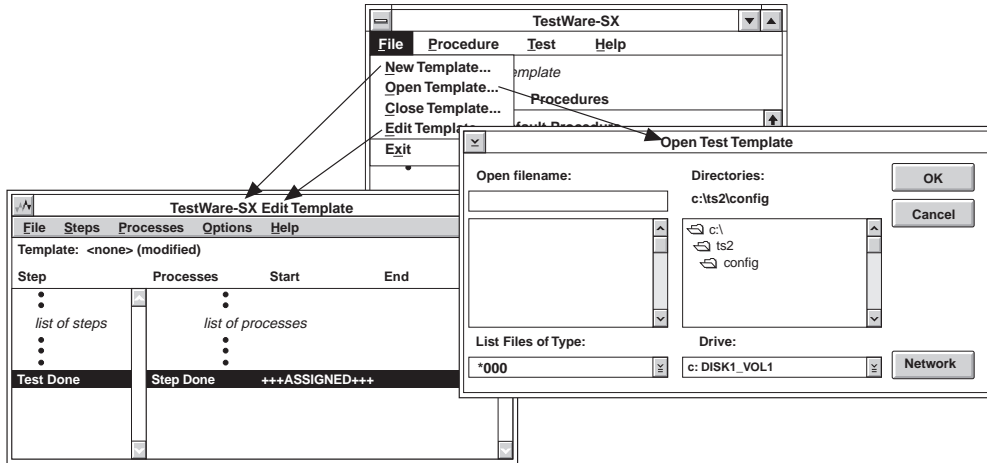 TestWare-SX
File Procedure Test Help
New Template...
Open Template...
Close Template...
Edit Template
Exit
Procedures
Open Test Template
Open filename:
Directories:
c:\ts2\config
c:\
ts2
config
OK
Cancel
List Files of Type:
*000
Drive:
c: DISK1_VOL1
Network
TestWare-SX Edit Template
File Steps Processes Options Help
Template: <none> (modified)
Step Processes Start End
list of steps list of processes
Test Done Step Done +++ASSIGNED+++